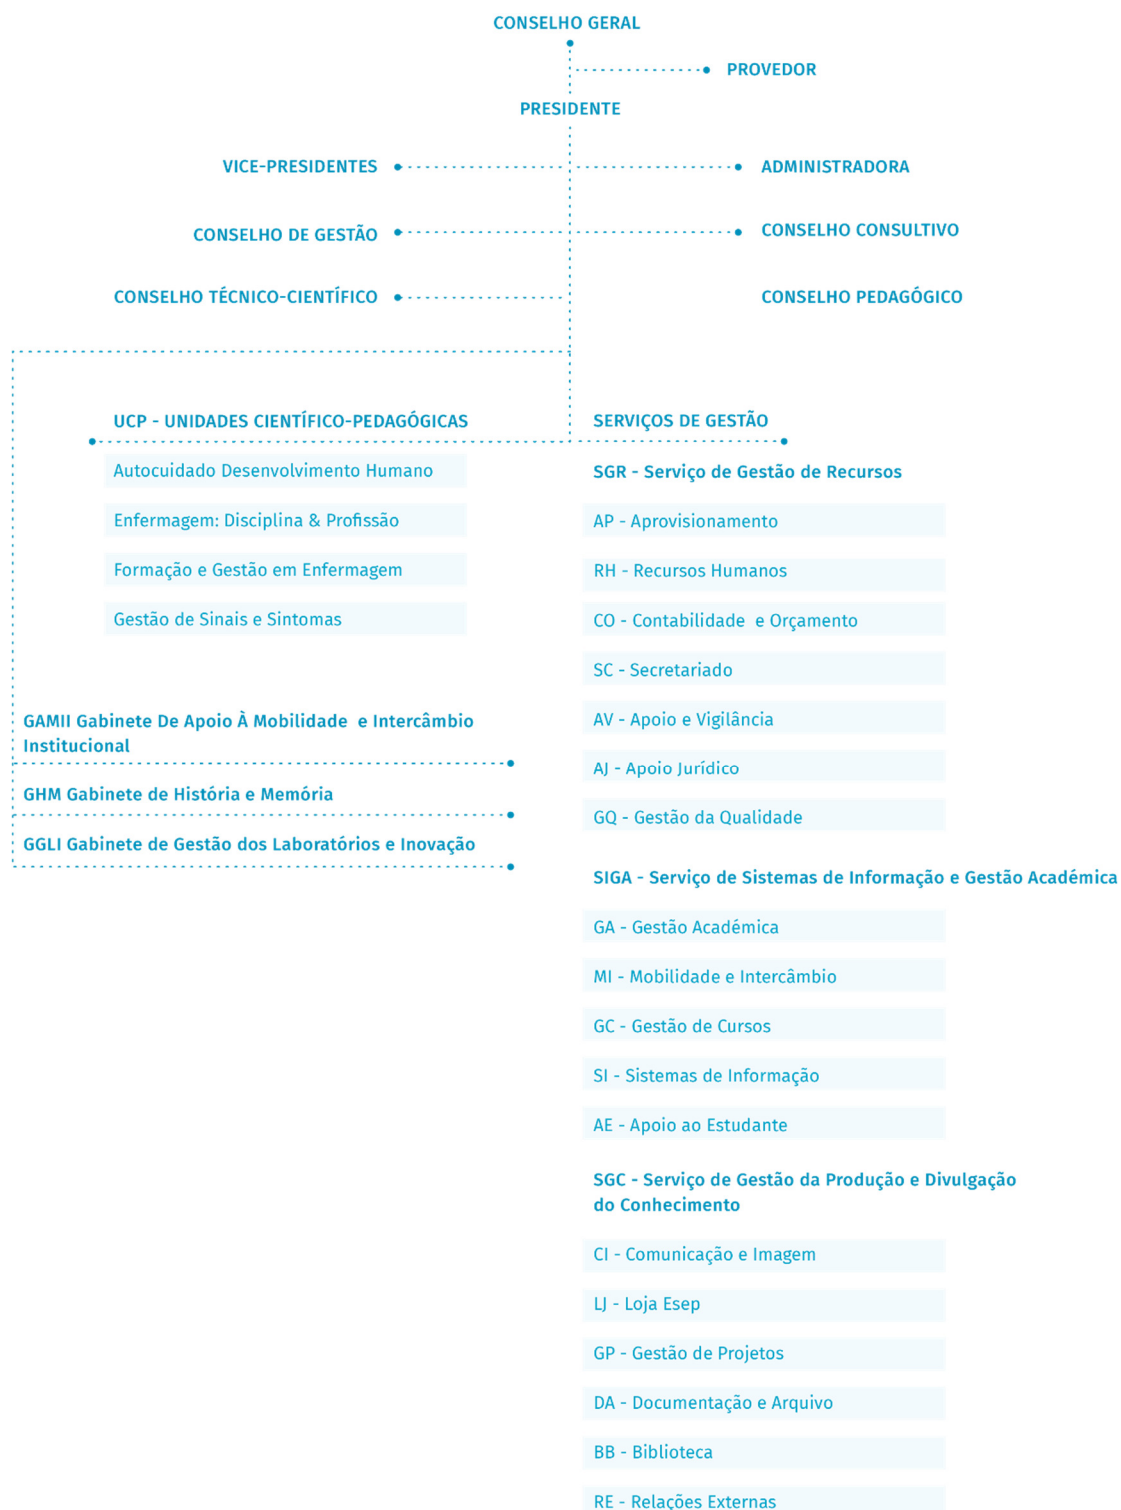 CONSELHO GERAL
PROVEDOR
PRESIDENTE
VICE-PRESIDENTES
ADMINISTRADORA
CONSELHO DE GESTÃO
CONSELHO CONSULTIVO
CONSELHO TÉCNICO-CIENTÍFICO
CONSELHO PEDAGÓGICO
UCP - UNIDADES CIENTÍFICO-PEDAGÓGICAS
Autocuidado Desenvolvimento Humano
Enfermagem: Disciplina & Profissão
Formação e Gestão em Enfermagem
Gestão de Sinais e Sintomas
GAMII Gabinete De Apoio À Mobilidade e Intercâmbio
Institucional
GHM Gabinete de História e Memória
GGLI Gabinete de Gestão dos Laboratórios e Inovação
SERVIÇOS DE GESTÃO
SGR - Serviço de Gestão de Recursos
AP - Aprovisionamento
RH - Recursos Humanos
CO - Contabilidade e Orçamento
SC - Secretariado
AV - Apoio e Vigilância
AJ - Apoio Jurídico
GQ - Gestão da Qualidade
SIGA - Serviço de Sistemas de Informação e Gestão Académica
GA - Gestão Académica
MI - Mobilidade e Intercâmbio
GC - Gestão de Cursos
SI - Sistemas de Informação
AE - Apoio ao Estudante
SGC - Serviço de Gestão da Produção e Divulgação
do Conhecimento
CI - Comunicação e Imagem
LJ - Loja Esep
GP - Gestão de Projetos
DA - Documentação e Arquivo
BB - Biblioteca
RE - Relações Externas